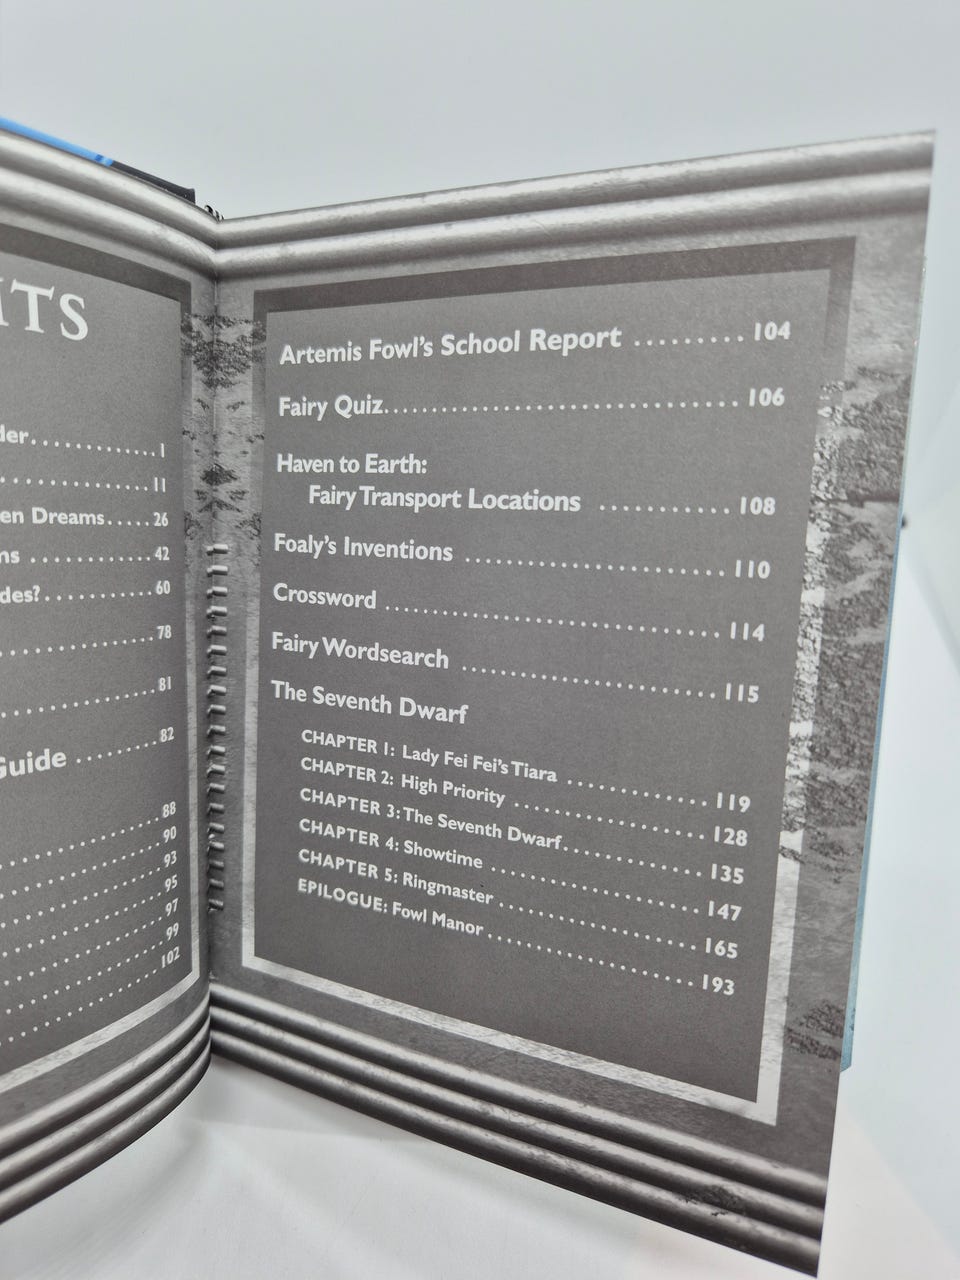 der..............1
..............11
en Dreams.....26
ns ..............42
des?..............60
..............78
..............81
Guide ........82
..............88
..............90
..............93
..............95
..............97
..............99
..............102
Artemis Fowl's School Report .........104
Fairy Quiz....................................106
Haven to Earth:
Fairy Transport Locations ..............108
Foaly's Inventions ..........................110
Crossword ..................................114
Fairy Wordsearch ..........................115
The Seventh Dwarf
CHAPTER 1: Lady Fei Fei's Tiara ..............119
CHAPTER 2: High Priority ....................128
CHAPTER 3: The Seventh Dwarf..............135
CHAPTER 4: Showtime ......................147
CHAPTER 5: Ringmaster ....................165
EPILOGUE: Fowl Manor ......................193